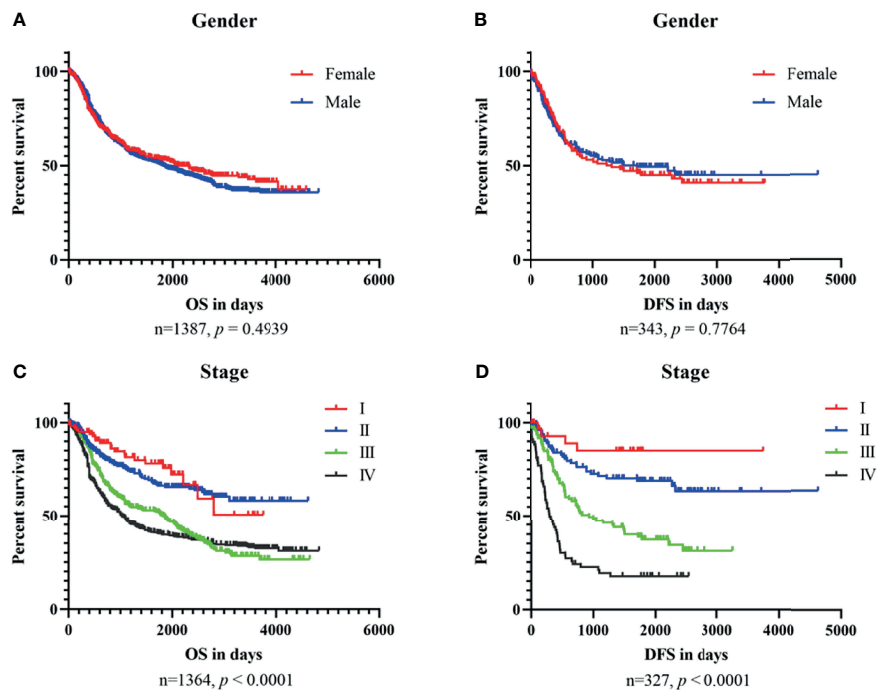 A
Gender
Percent survival
100
50
0
Female
Male
0 2000 4000 6000
OS in days
n=1387, p = 0.4939
B
Gender
Percent survival
100
50
0
Female
Male
0 1000 2000 3000 4000 5000
DFS in days
n=343, p = 0.7764
C
Stage
Percent survival
100
50
0
I
II
III
IV
0 2000 4000 6000
OS in days
n=1364, p < 0.0001
D
Stage
Percent survival
100
50
0
I
II
III
IV
0 1000 2000 3000 4000 5000
DFS in days
n=327, p < 0.0001